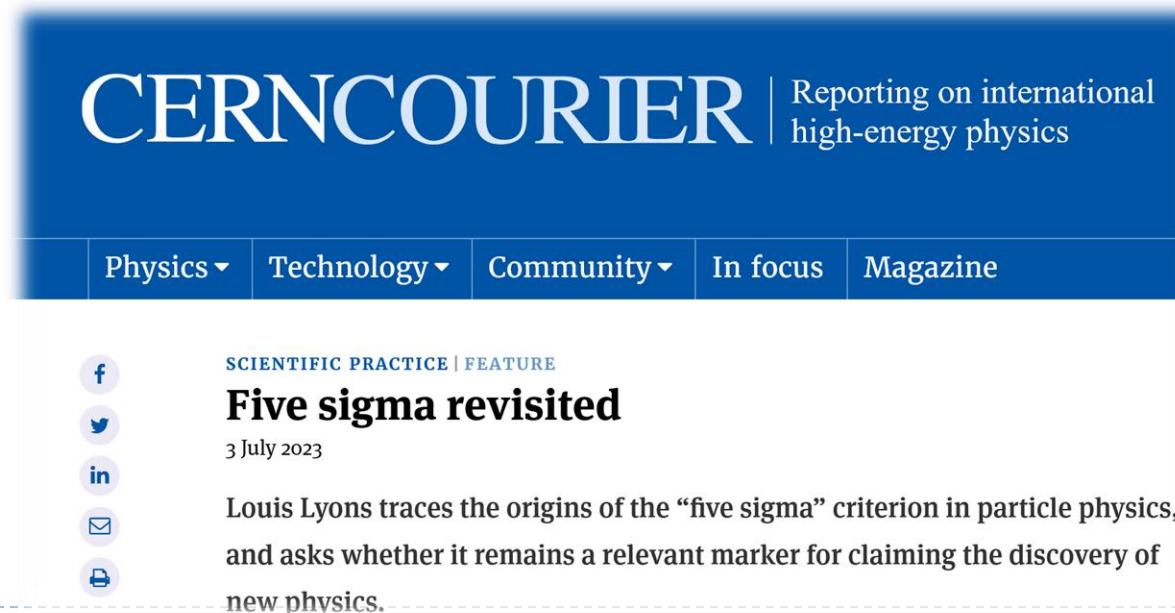 CERNCOURIER
Reporting on international
high-energy physics
Physics
Technology
Community
In focus
Magazine
SCIENTIFIC PRACTICE | FEATURE
Five sigma revisited
3 July 2023
Louis Lyons traces the origins of the “five sigma” criterion in particle physics,
and asks whether it remains a relevant marker for claiming the discovery of
new physics.